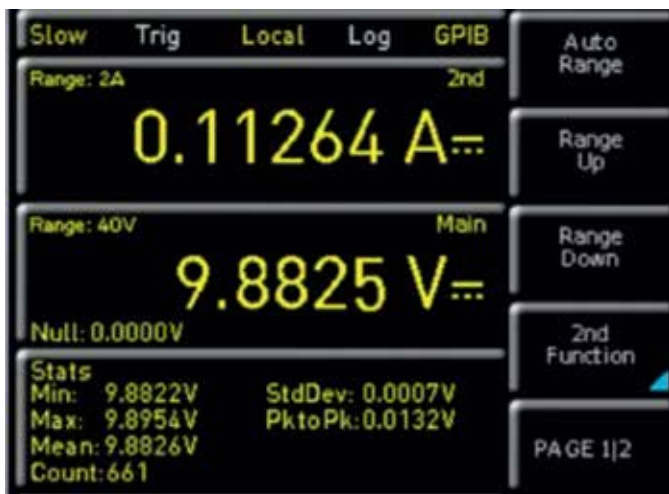 Slow Trig Local Log GPIB
Range: 2A 2nd
0.11264 A
Range: 40V Main
9.8825 V
Null: 0.0000V
Stats
Min: 9.8822V StdDev: 0.0007V
Max: 9.8954V PktoPk: 0.0132V
Mean: 9.8826V
Count: 661
Auto
Range
Range
Up
Range
Down
2nd
Function
PAGE 1|2